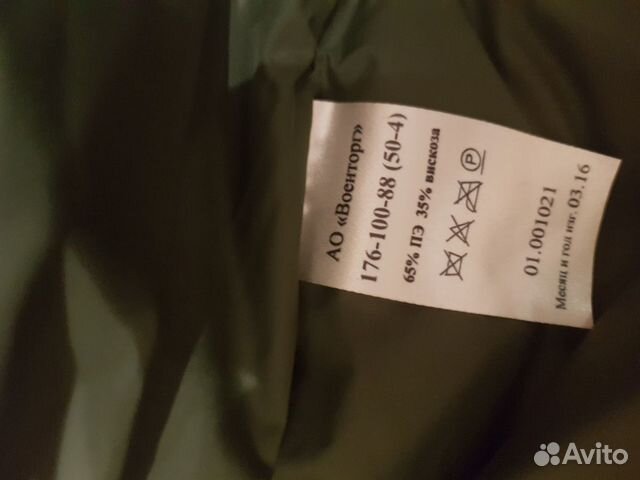 АО «Военторг»
176-100-88 (50-4)
65% ПЭ 35% вискоза
P
01.001021
Месяц и год изг. 03.16
Avito